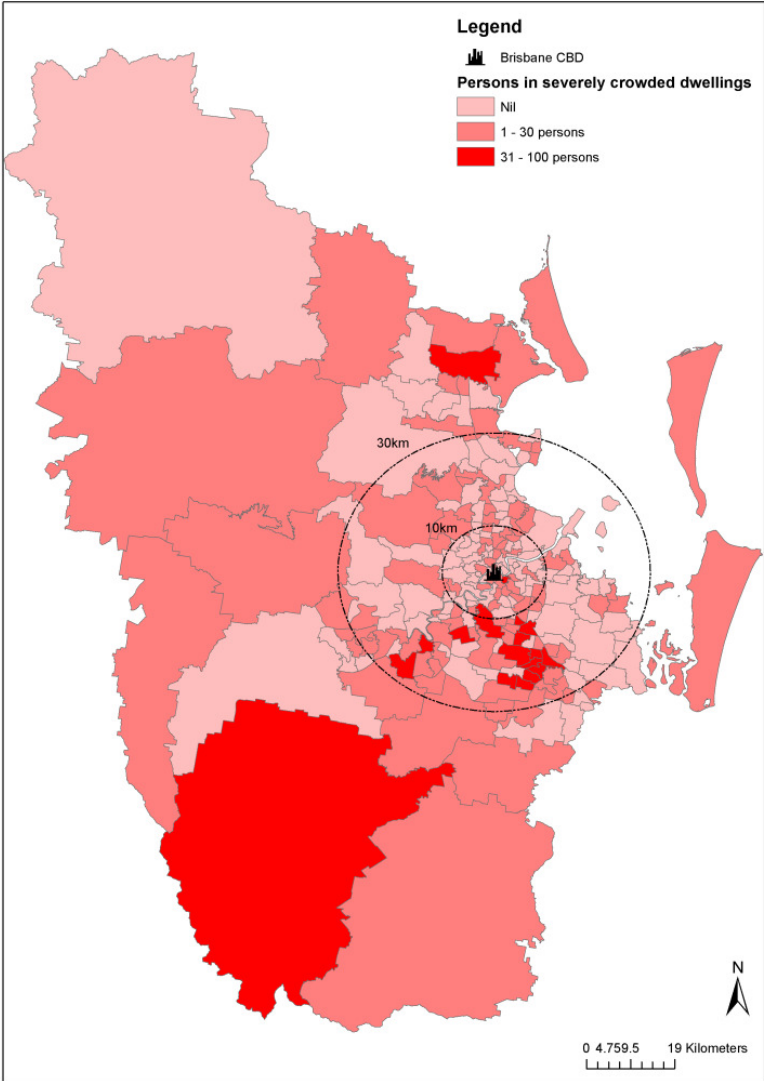 Legend
Brisbane CBD
Persons in severely crowded dwellings
Nil
1 - 30 persons
31 - 100 persons
30km
10km
N
0 4.759.5 19 Kilometers